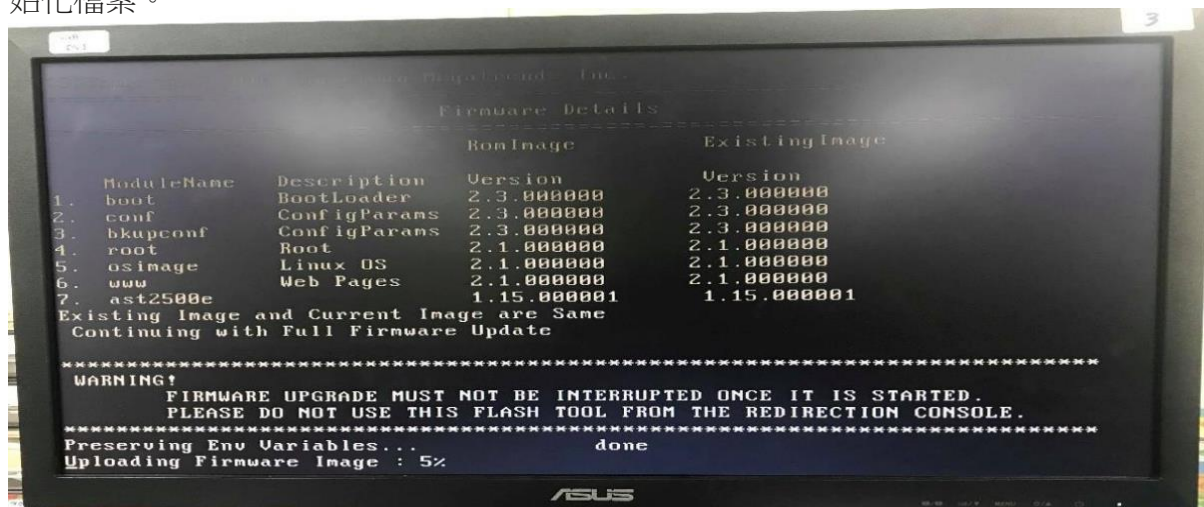 始化檔案。
3
Megatrends Inc.
Firmware Details
RomImage ExistingImage
ModuleName Description Version Version
1. boot BootLoader 2.3.000000 2.3.000000
2. conf ConfigParams 2.3.000000 2.3.000000
3. bkupconf ConfigParams 2.3.000000 2.3.000000
4. root Root 2.1.000000 2.1.000000
5. osimage Linux OS 2.1.000000 2.1.000000
6. www Web Pages 2.1.000000 2.1.000000
7. ast2500e 1.15.000001 1.15.000001
Existing Image and Current Image are Same
Continuing with Full Firmware Update
********************************************************************************
WARNING!
FIRMWARE UPGRADE MUST NOT BE INTERRUPTED ONCE IT IS STARTED.
PLEASE DO NOT USE THIS FLASH TOOL FROM THE REDIRECTION CONSOLE.
********************************************************************************
Preserving Env Variables... done
Uploading Firmware Image : 5%
ASUS